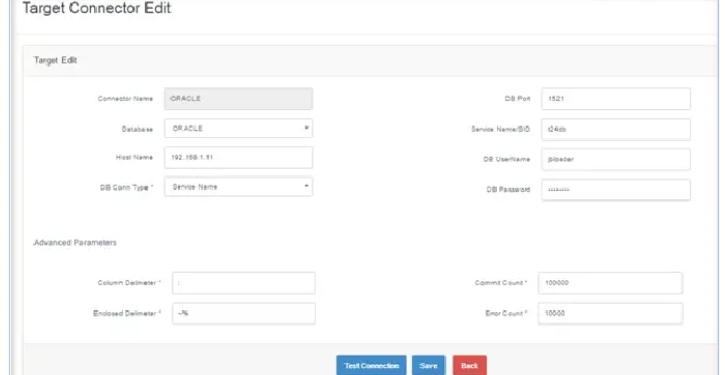 Target Connector Edit
Target Edit
Connector Name ORACLE
DB Port 1521
Database ORACLE
Service Name/SID t24db
Host Name 192.168.1.51
DB UserName jbloader
DB Conn Type * Service Name
DB Password ********
Advanced Parameters
Column Delimeter * :
Commit Count * 100000
Enclosed Delimeter * ~%
Error Count * 10000
Test Connection Save Back